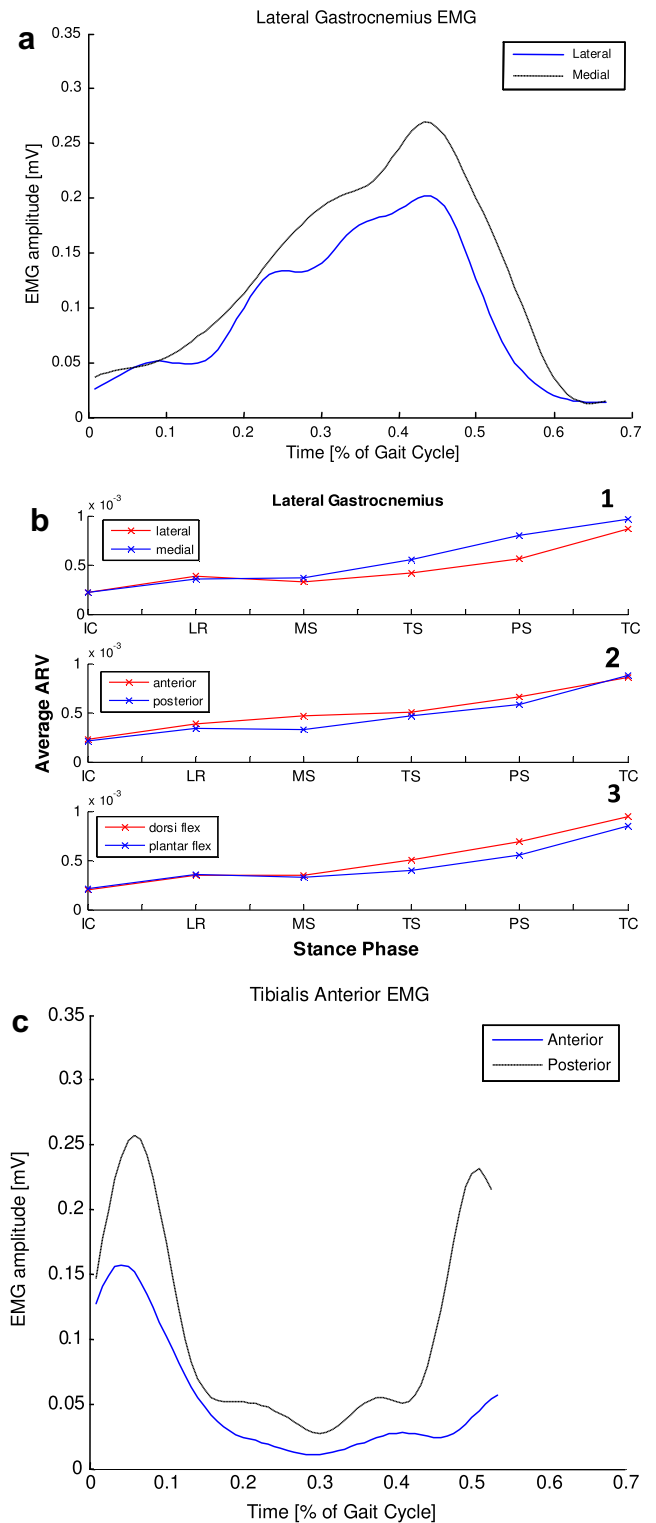 a
Lateral Gastrocnemius EMG
0.35
0.3
0.25
0.2
0.15
0.1
0.05
0
EMG amplitude [mV]
Lateral
Medial
0 0.1 0.2 0.3 0.4 0.5 0.6 0.7
Time [% of Gait Cycle]
b
Lateral Gastrocnemius
1
x 10⁻³
1
0.5
0
lateral
medial
IC LR MS TS PS TC
Average ARV
2
x 10⁻³
1
0.5
0
anterior
posterior
IC LR MS TS PS TC
3
x 10⁻³
1
0.5
0
dorsi flex
plantar flex
IC LR MS TS PS TC
Stance Phase
c
Tibialis Anterior EMG
0.35
0.3
0.25
0.2
0.15
0.1
0.05
0
EMG amplitude [mV]
Anterior
Posterior
0 0.1 0.2 0.3 0.4 0.5 0.6 0.7
Time [% of Gait Cycle]